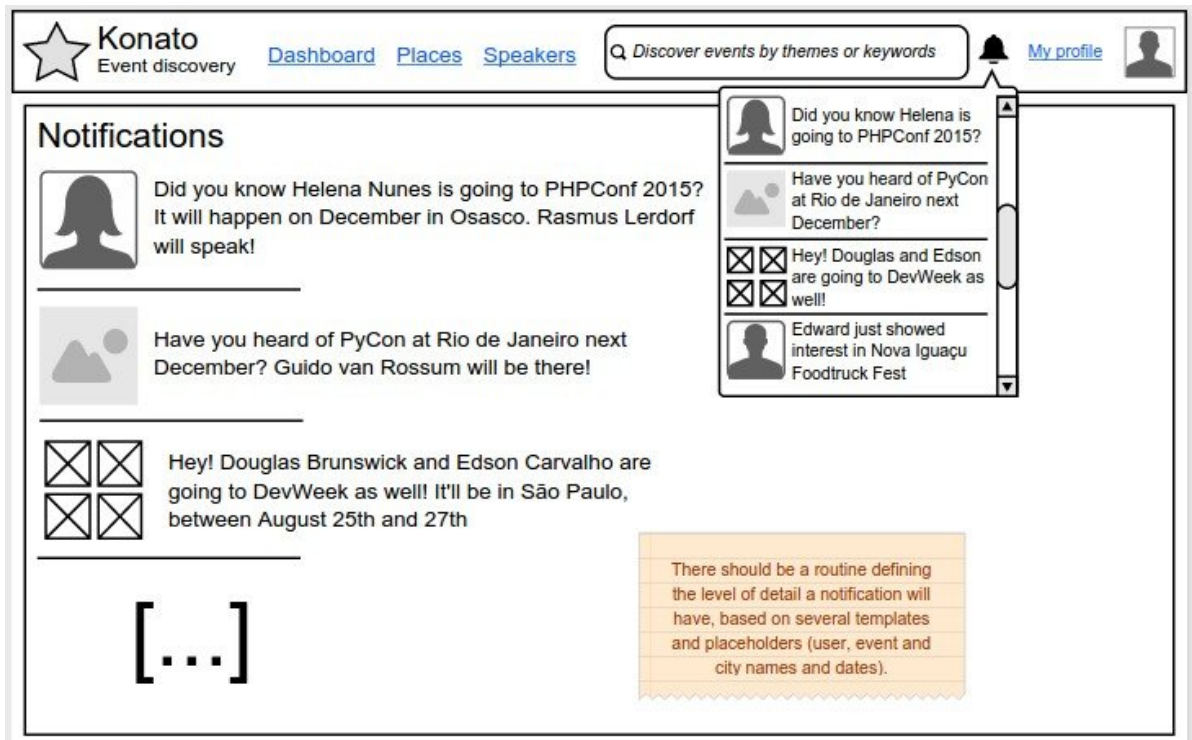 Konato
Event discovery
Dashboard Places Speakers
Discover events by themes or keywords
My profile
Notifications
Did you know Helena Nunes is going to PHPConf 2015?
It will happen on December in Osasco. Rasmus Lerdorf
will speak!
Have you heard of PyCon at Rio de Janeiro next
December? Guido van Rossum will be there!
Hey! Douglas Brunswick and Edson Carvalho are
going to DevWeek as well! It'll be in São Paulo,
between August 25th and 27th
[...]
Did you know Helena is
going to PHPConf 2015?
Have you heard of PyCon
at Rio de Janeiro next
December?
Hey! Douglas and Edson
are going to DevWeek as
well!
Edward just showed
interest in Nova Iguaçu
Foodtruck Fest
There should be a routine defining
the level of detail a notification will
have, based on several templates
and placeholders (user, event and
city names and dates).